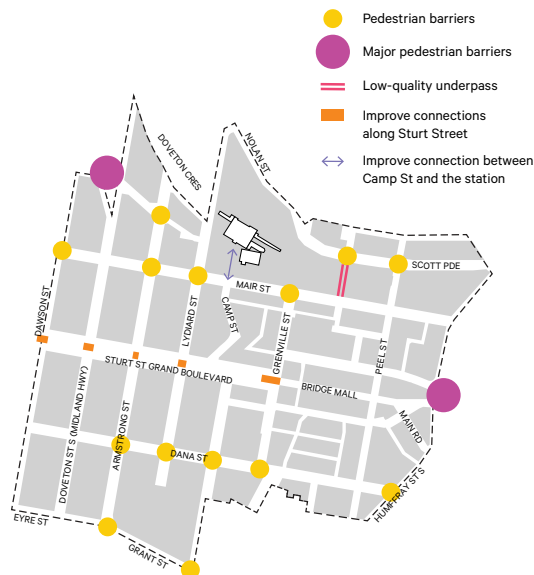 Pedestrian barriers
Major pedestrian barriers
Low-quality underpass
Improve connections
along Sturt Street
Improve connection between
Camp St and the station
DOVETON CRES
NOLAN ST
SCOTT PDE
MAIR ST
DAWSON ST
LYDIARD ST
CAMP ST
GRENVILLE ST
PEEL ST
STURT ST GRAND BOULEVARD
BRIDGE MALL
DOVETON ST S (MIDLAND HWY)
ARMSTRONG ST
MAIN RD
DANA ST
HUMFFRAY ST S
EYRE ST
GRANT ST